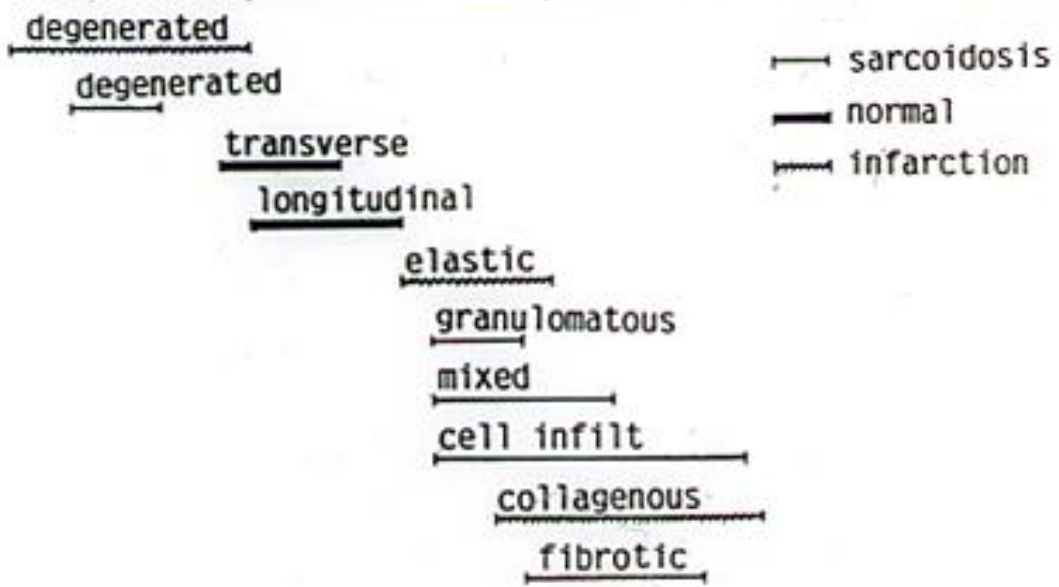 degenerated
degenerated
transverse
longitudinal
elastic
granulomatous
mixed
cell infilt
collagenous
fibrotic
sarcoidosis
normal
infarction